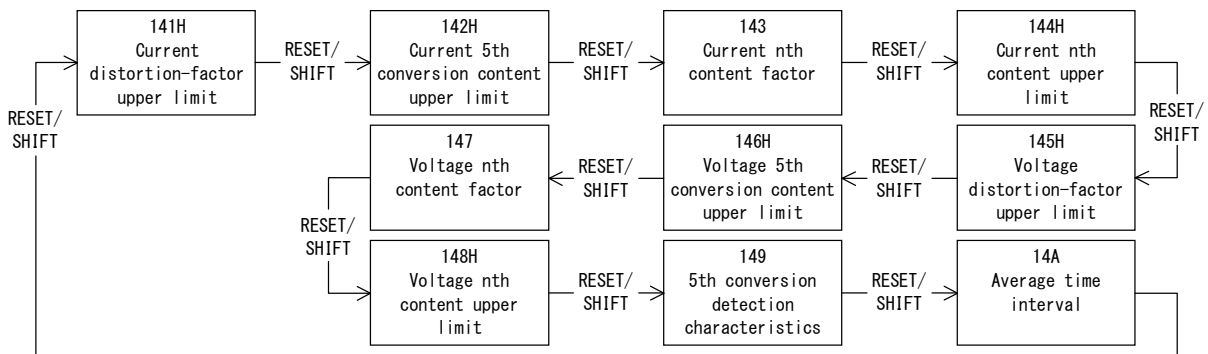 141H
Current
distortion-factor
upper limit
RESET/
SHIFT
142H
Current 5th
conversion content
upper limit
RESET/
SHIFT
143
Current nth
content factor
RESET/
SHIFT
144H
Current nth
content upper
limit
RESET/
SHIFT
RESET/
SHIFT
145H
Voltage
distortion-factor
upper limit
RESET/
SHIFT
146H
Voltage 5th
conversion content
upper limit
RESET/
SHIFT
147
Voltage nth
content factor
RESET/
SHIFT
148H
Voltage nth
content upper
limit
RESET/
SHIFT
149
5th conversion
detection
characteristics
RESET/
SHIFT
14A
Average time
interval